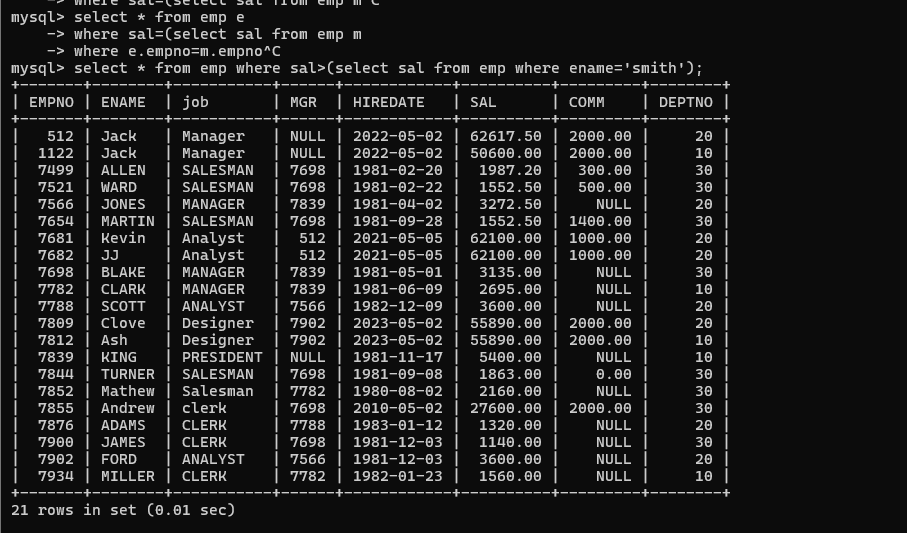 -> where sal=(select sal from emp m^C
mysql> select * from emp e
    -> where sal=(select sal from emp m
    -> where e.empno=m.empno^C
mysql> select * from emp where sal>(select sal from emp where ename='smith');
+-------+--------+-----------+------+------------+----------+---------+--------+
| EMPNO | ENAME  | job       | MGR  | HIREDATE   | SAL      | COMM    | DEPTNO |
+-------+--------+-----------+------+------------+----------+---------+--------+
|   512 | Jack   | Manager   | NULL | 2022-05-02 | 62617.50 | 2000.00 |     20 |
|  1122 | Jack   | Manager   | NULL | 2022-05-02 | 50600.00 | 2000.00 |     10 |
|  7499 | ALLEN  | SALESMAN  | 7698 | 1981-02-20 |  1987.20 |  300.00 |     30 |
|  7521 | WARD   | SALESMAN  | 7698 | 1981-02-22 |  1552.50 |  500.00 |     30 |
|  7566 | JONES  | MANAGER   | 7839 | 1981-04-02 |  3272.50 |    NULL |     20 |
|  7654 | MARTIN | SALESMAN  | 7698 | 1981-09-28 |  1552.50 | 1400.00 |     30 |
|  7681 | Kevin  | Analyst   |  512 | 2021-05-05 | 62100.00 | 1000.00 |     20 |
|  7682 | JJ     | Analyst   |  512 | 2021-05-05 | 62100.00 | 1000.00 |     20 |
|  7698 | BLAKE  | MANAGER   | 7839 | 1981-05-01 |  3135.00 |    NULL |     30 |
|  7782 | CLARK  | MANAGER   | 7839 | 1981-06-09 |  2695.00 |    NULL |     10 |
|  7788 | SCOTT  | ANALYST   | 7566 | 1982-12-09 |  3600.00 |    NULL |     20 |
|  7809 | Clove  | Designer  | 7902 | 2023-05-02 | 55890.00 | 2000.00 |     20 |
|  7812 | Ash    | Designer  | 7902 | 2023-05-02 | 55890.00 | 2000.00 |     10 |
|  7839 | KING   | PRESIDENT | NULL | 1981-11-17 |  5400.00 |    NULL |     10 |
|  7844 | TURNER | SALESMAN  | 7698 | 1981-09-08 |  1863.00 |    0.00 |     30 |
|  7852 | Mathew | Salesman  | 7782 | 1980-08-02 |  2160.00 |    NULL |     30 |
|  7855 | Andrew | clerk     | 7698 | 2010-05-02 | 27600.00 | 2000.00 |     30 |
|  7876 | ADAMS  | CLERK     | 7788 | 1983-01-12 |  1320.00 |    NULL |     20 |
|  7900 | JAMES  | CLERK     | 7698 | 1981-12-03 |  1140.00 |    NULL |     30 |
|  7902 | FORD   | ANALYST   | 7566 | 1981-12-03 |  3600.00 |    NULL |     20 |
|  7934 | MILLER | CLERK     | 7782 | 1982-01-23 |  1560.00 |    NULL |     10 |
+-------+--------+-----------+------+------------+----------+---------+--------+
21 rows in set (0.01 sec)